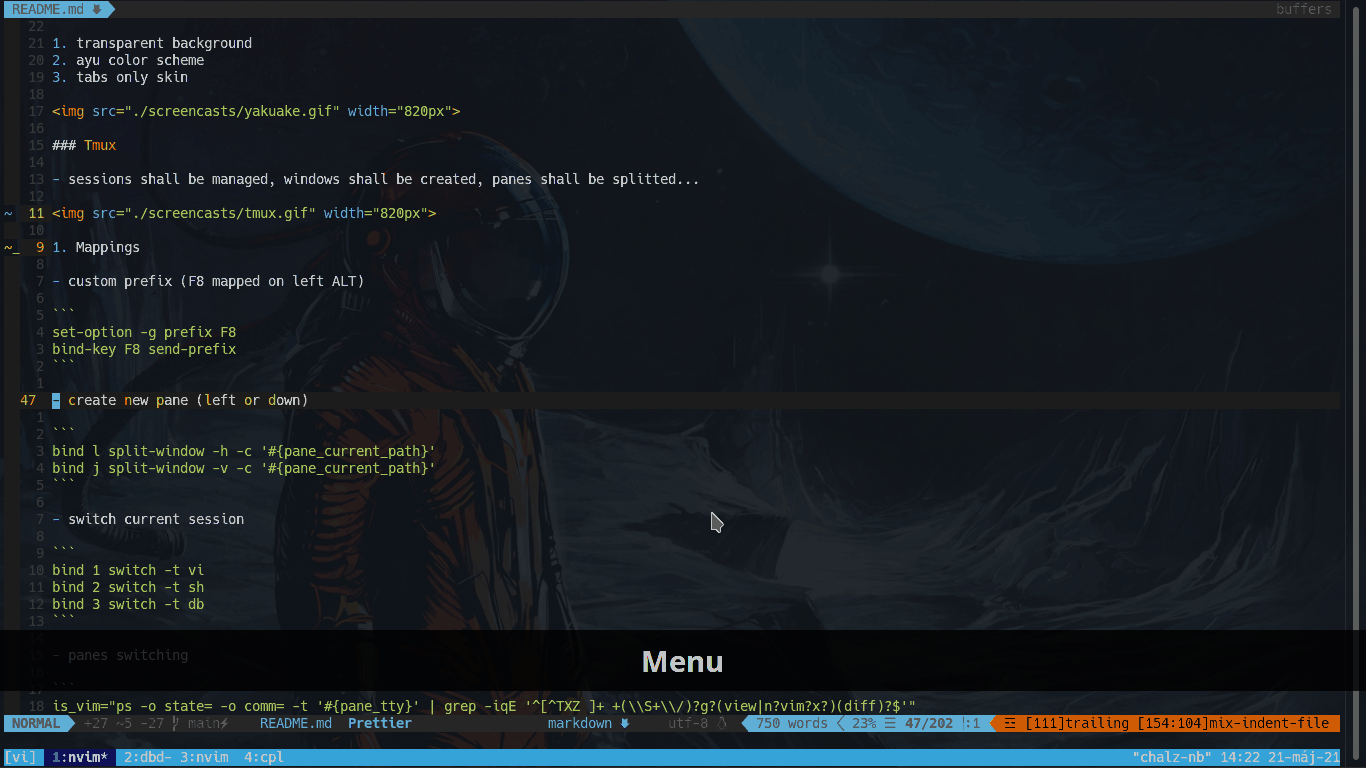 README.md buffers
22
21 1. transparent background
20 2. ayu color scheme
19 3. tabs only skin
18
17 <img src="./screencasts/yakuake.gif" width="820px">
16
15 ### Tmux
14
13 - sessions shall be managed, windows shall be created, panes shall be splitted...
12
~ 11 <img src="./screencasts/tmux.gif" width="820px">
10
~_ 9 1. Mappings
8
7 - custom prefix (F8 mapped on left ALT)
6
5 ```
4 set-option -g prefix F8
3 bind-key F8 send-prefix
2 ```
1
47 - create new pane (left or down)
1
2 ```
3 bind l split-window -h -c '#{pane_current_path}'
4 bind j split-window -v -c '#{pane_current_path}'
5 ```
6
7 - switch current session
8
9 ```
10 bind 1 switch -t vi
11 bind 2 switch -t sh
12 bind 3 switch -t db
13 ```
15 - panes switching
Menu
17
18 is_vim="ps -o state= -o comm= -t '#{pane_tty}' | grep -iqE '^[^TXZ ]+ +(\\S+\\/)?g?(view|n?vim?x?)(diff)?$'"
NORMAL +27 ~5 -27 main README.md Prettier markdown utf-8 750 words 23% ☰ 47/202 :1 [111]trailing [154:104]mix-indent-file
[vi] 1:nvim* 2:dbd- 3:nvim 4:cpl "chalz-nb" 14:22 21-máj-21